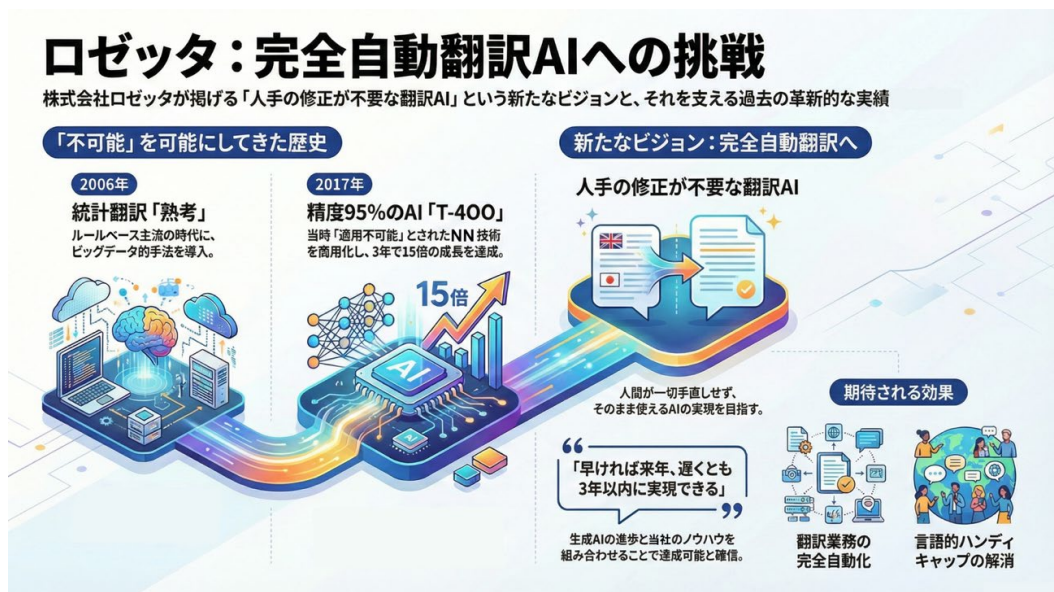 ロゼッタ：完全自動翻訳AIへの挑戦
株式会社ロゼッタが掲げる「人手の修正が不要な翻訳AI」という新たなビジョンと、それを支える過去の革新的な実績
「不可能」を可能にしてきた歴史
2006年
統計翻訳「熟考」
ルールベース主流の時代に、
ビッグデータ的手法を導入。
2017年
精度95%のAI「T-4OO」
当時「適用不可能」とされたNN技術
を商用化し、3年で15倍の成長を達成。
15倍
AI
新たなビジョン：完全自動翻訳へ
人手の修正が不要な翻訳AI
人間が一切手直しせず、
そのまま使えるAIの実現を目指す。
「早ければ来年、遅くとも
3年以内に実現できる」
生成AIの進歩と当社のノウハウを
組み合わせることで達成可能と確信。
期待される効果
翻訳業務の
完全自動化
言語的ハンディ
キャップの解消